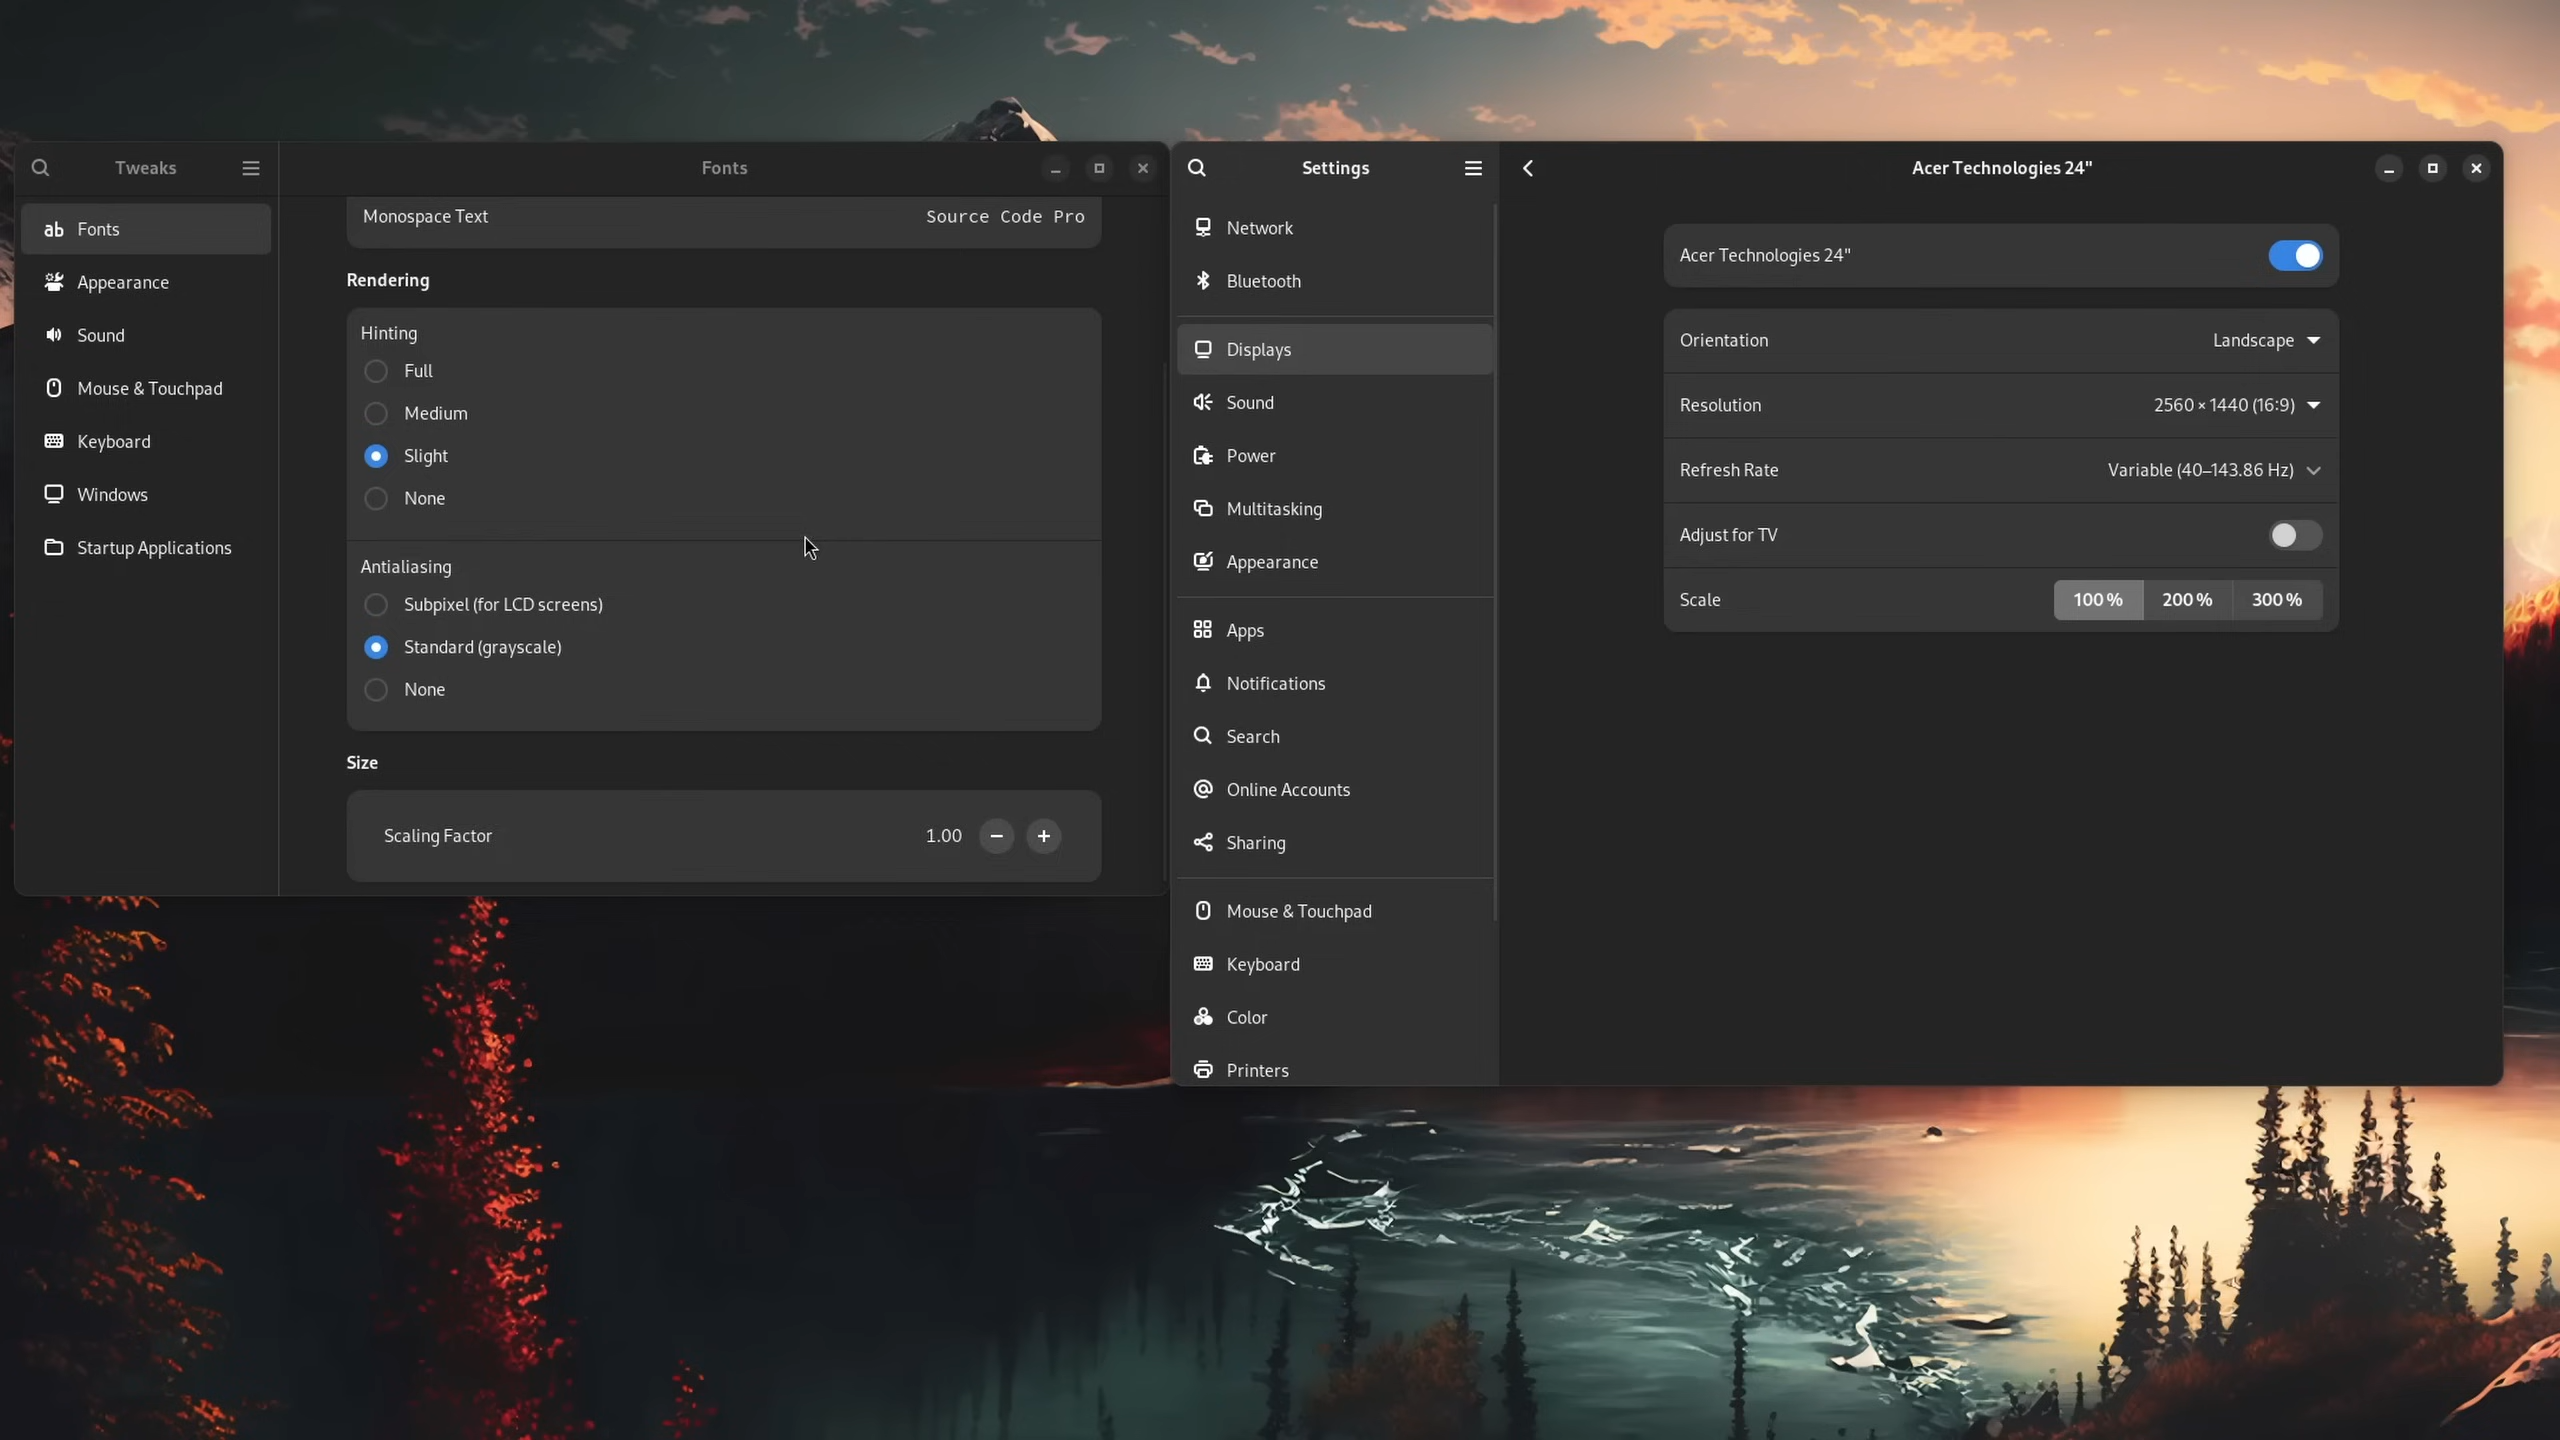 Tweaks
Fonts
Fonts
Appearance
Sound
Mouse & Touchpad
Keyboard
Windows
Startup Applications
Monospace Text
Source Code Pro
Rendering
Hinting
Full
Medium
Slight
None
Antialiasing
Subpixel (for LCD screens)
Standard (grayscale)
None
Size
Scaling Factor
1.00
Settings
Network
Bluetooth
Displays
Sound
Power
Multitasking
Appearance
Apps
Notifications
Search
Online Accounts
Sharing
Mouse & Touchpad
Keyboard
Color
Printers
Acer Technologies 24"
Acer Technologies 24"
Orientation
Landscape
Resolution
2560 × 1440 (16:9)
Refresh Rate
Variable (40–143.86 Hz)
Adjust for TV
Scale
100 % 200 % 300 %